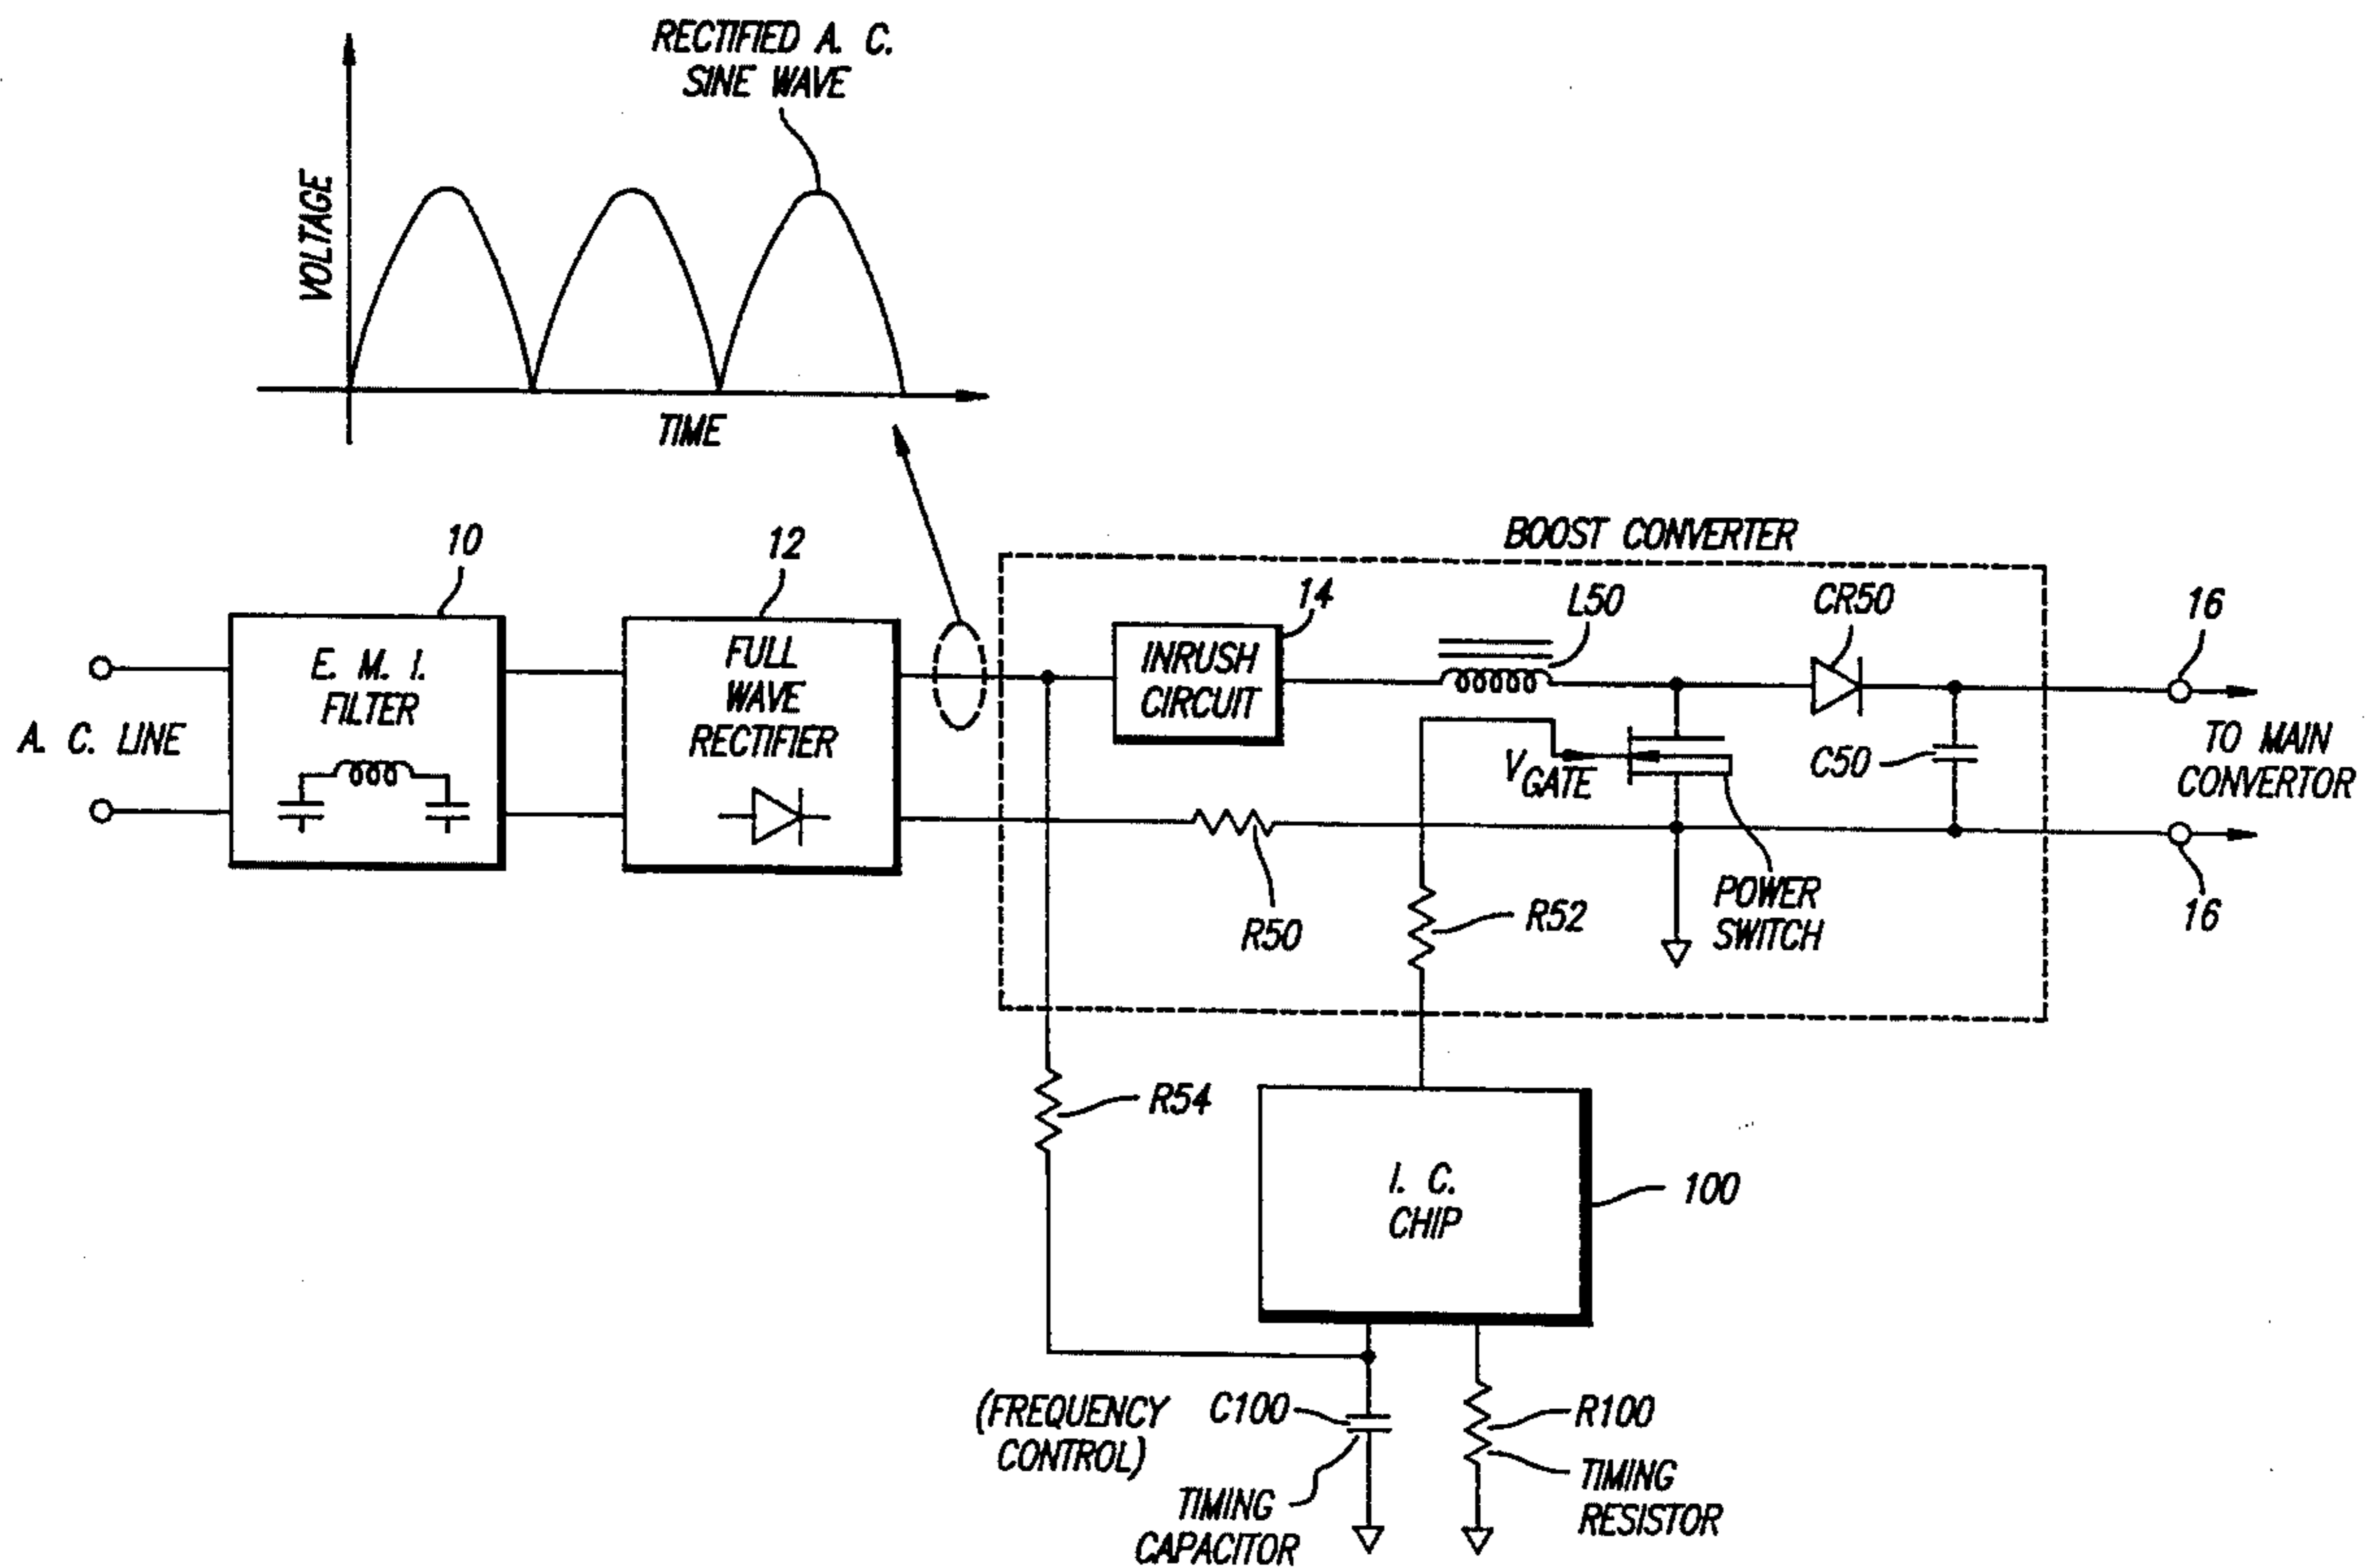 RECTIFIED A. C.
SINE WAVE
VOLTAGE
TIME
BOOST CONVERTER
10
12
14
L50
CR50
16
E. M. I.
FILTER
FULL
WAVE
RECTIFIER
INRUSH
CIRCUIT
A. C. LINE
VGATE
C50
TO MAIN
CONVERTOR
R50
R52
POWER
SWITCH
16
R54
I. C.
CHIP
100
(FREQUENCY
CONTROL)
C100
R100
TIMING
CAPACITOR
TIMING
RESISTOR